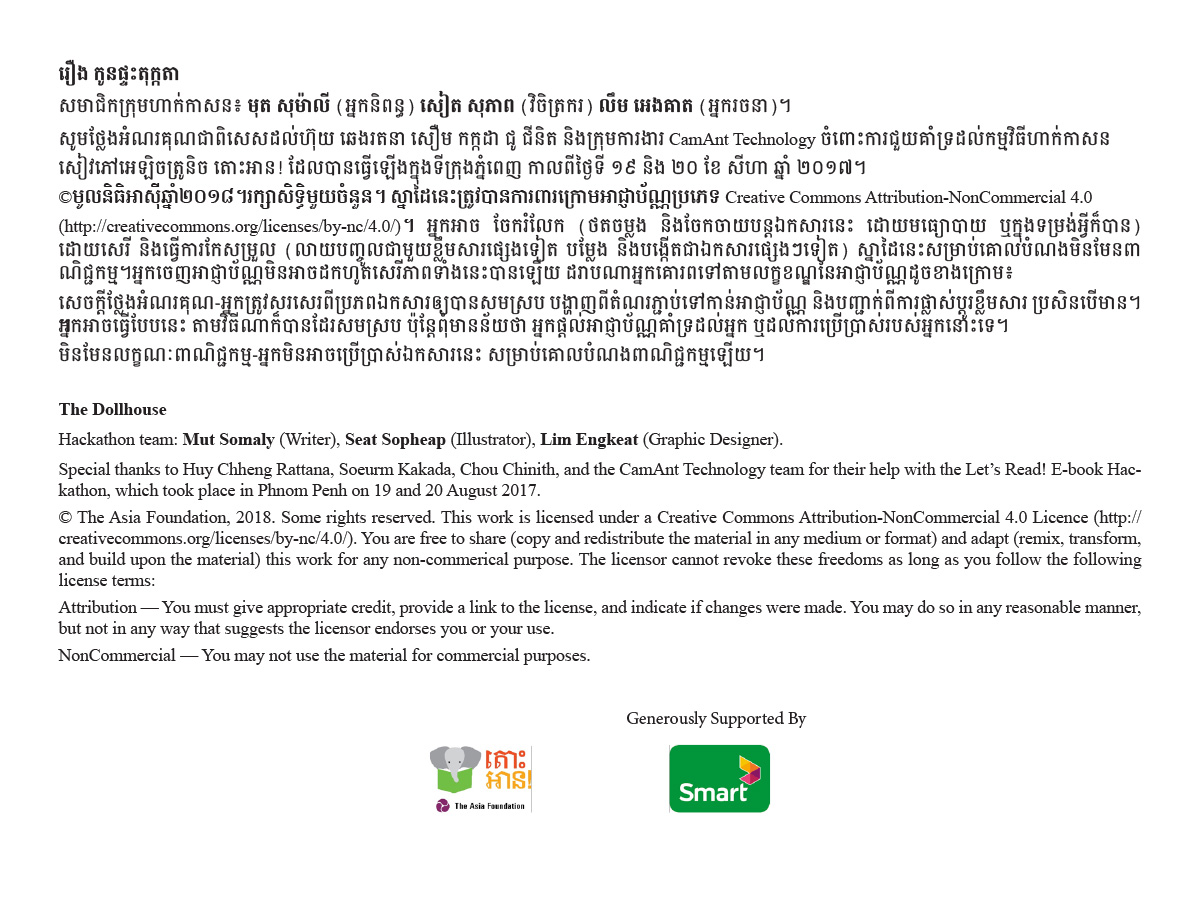 រឿង កូនផ្ទះតុក្កតា
សមាជិកក្រុមហាក់កាសន៖ មុត សុម៉ាលី (អ្នកនិពន្ធ) សៀត សុភាព (វិចិត្រករ) លឹម អេងគាត (អ្នករចនា)។
សូមថ្លែងអំណរគុណជាពិសេសដល់ហ៊ុយ ឆេងរតនា សឿម កក្កដា ជូ ជីនិត និងក្រុមការងារ CamAnt Technology ចំពោះការជួយគាំទ្រដល់កម្មវិធីហាក់កាសន
សៀវភៅអេឡិចត្រូនិច តោះអាន! ដែលបានធ្វើឡើងក្នុងទីក្រុងភ្នំពេញ កាលពីថ្ងៃទី ១៩ និង ២០ ខែ សីហា ឆ្នាំ ២០១៧។
©មូលនិធិអាស៊ីឆ្នាំ២០១៨។រក្សាសិទ្ធិមួយចំនួន។ ស្នាដៃនេះត្រូវបានការពារក្រោមអាជ្ញាប័ណ្ណប្រភេទ Creative Commons Attribution-NonCommercial 4.0
(http://creativecommons.org/licenses/by-nc/4.0/)។ អ្នកអាច ចែករំលែក (ថតចម្លង និងចែកចាយបន្តឯកសារនេះ ដោយមធ្យោបាយ ឬក្នុងទម្រង់អ្វីក៏បាន)
ដោយសេរី និងធ្វើការកែសម្រួល (លាយបញ្ចូលជាមួយខ្លឹមសារផ្សេងទៀត បម្លែង និងបង្កើតជាឯកសារផ្សេងៗទៀត) ស្នាដៃនេះសម្រាប់គោលបំណងមិនមែនពា
ណិជ្ជកម្ម។អ្នកចេញអាជ្ញាប័ណ្ណមិនអាចដកហូតសេរីភាពទាំងនេះបានឡើយ ដរាបណាអ្នកគោរពទៅតាមលក្ខខណ្ឌនៃអាជ្ញាប័ណ្ណដូចខាងក្រោម៖
សេចក្តីថ្លែងអំណរគុណ-អ្នកត្រូវសរសេរពីប្រភពឯកសារឲ្យបានសមស្រប បង្ហាញពីតំណរភ្ជាប់ទៅកាន់អាជ្ញាប័ណ្ណ និងបញ្ជាក់ពីការផ្លាស់ប្តូរខ្លឹមសារ ប្រសិនបើមាន។
អ្នកអាចធ្វើបែបនេះ តាមវិធីណាក៏បានដែរសមស្រប ប៉ុន្តែពុំមានន័យថា អ្នកផ្តលអាជ្ញាប័ណ្ណគាំទ្រដល់អ្នក ឬដល់ការប្រើប្រាស់របស់អ្នកនោះទេ។
មិនមែនលក្ខណៈពាណិជ្ជកម្ម-អ្នកមិនអាចប្រើប្រាស់ឯកសារនេះ សម្រាប់គោលបំណងពាណិជ្ជកម្មឡើយ។
The Dollhouse
Hackathon team: Mut Somaly (Writer), Seat Sopheap (Illustrator), Lim Engkeat (Graphic Designer).
Special thanks to Huy Chheng Rattana, Soeurm Kakada, Chou Chinith, and the CamAnt Technology team for their help with the Let's Read! E-book Hac-
kathon, which took place in Phnom Penh on 19 and 20 August 2017.
© The Asia Foundation, 2018. Some rights reserved. This work is licensed under a Creative Commons Attribution-NonCommercial 4.0 Licence (http://
creativecommons.org/licenses/by-nc/4.0/). You are free to share (copy and redistribute the material in any medium or format) and adapt (remix, transform,
and build upon the material) this work for any non-commerical purpose. The licensor cannot revoke these freedoms as long as you follow the following
license terms:
Attribution — You must give appropriate credit, provide a link to the license, and indicate if changes were made. You may do so in any reasonable manner,
but not in any way that suggests the licensor endorses you or your use.
NonCommercial — You may not use the material for commercial purposes.
Generously Supported By
តោះ
អាន!
The Asia Foundation
Smart